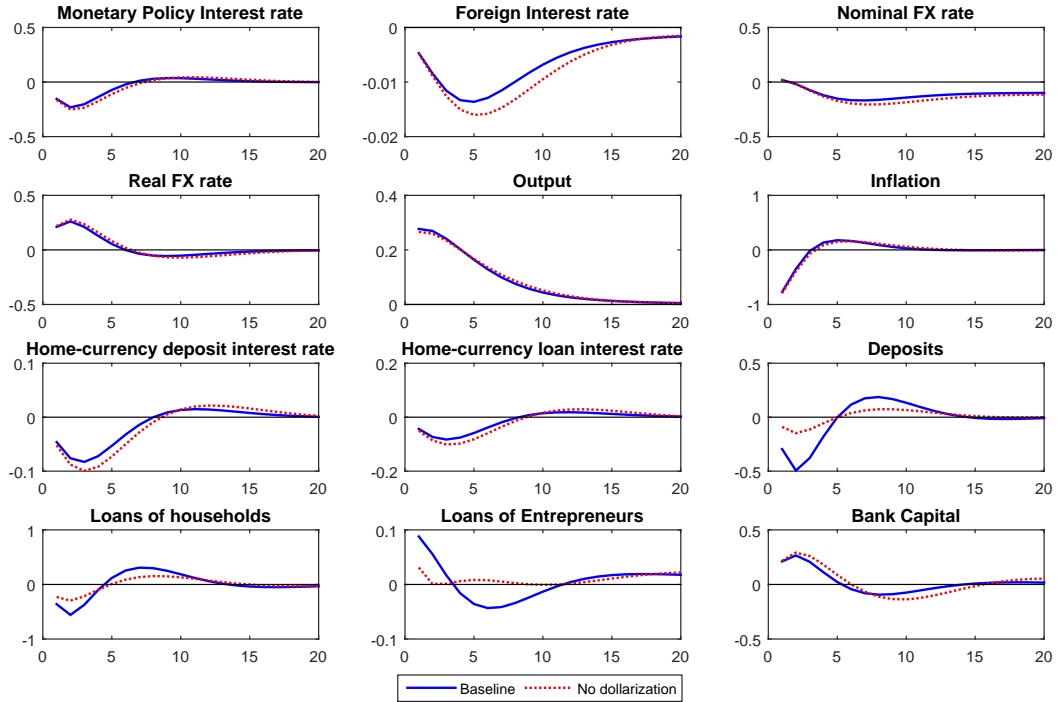 Monetary Policy Interest rate
0.5
0
-0.5
0 5 10 15 20
Foreign Interest rate
0
-0.01
-0.02
0 5 10 15 20
Nominal FX rate
0.5
0
-0.5
0 5 10 15 20
Real FX rate
0.5
0
-0.5
0 5 10 15 20
Output
0.4
0.2
0
0 5 10 15 20
Inflation
1
0
-1
0 5 10 15 20
Home-currency deposit interest rate
0.1
0
-0.1
0 5 10 15 20
Home-currency loan interest rate
0.2
0
-0.2
0 5 10 15 20
Deposits
0.5
0
-0.5
0 5 10 15 20
Loans of households
1
0
-1
0 5 10 15 20
Loans of Entrepreneurs
0.1
0
-0.1
0 5 10 15 20
Bank Capital
0.5
0
-0.5
0 5 10 15 20
Baseline No dollarization